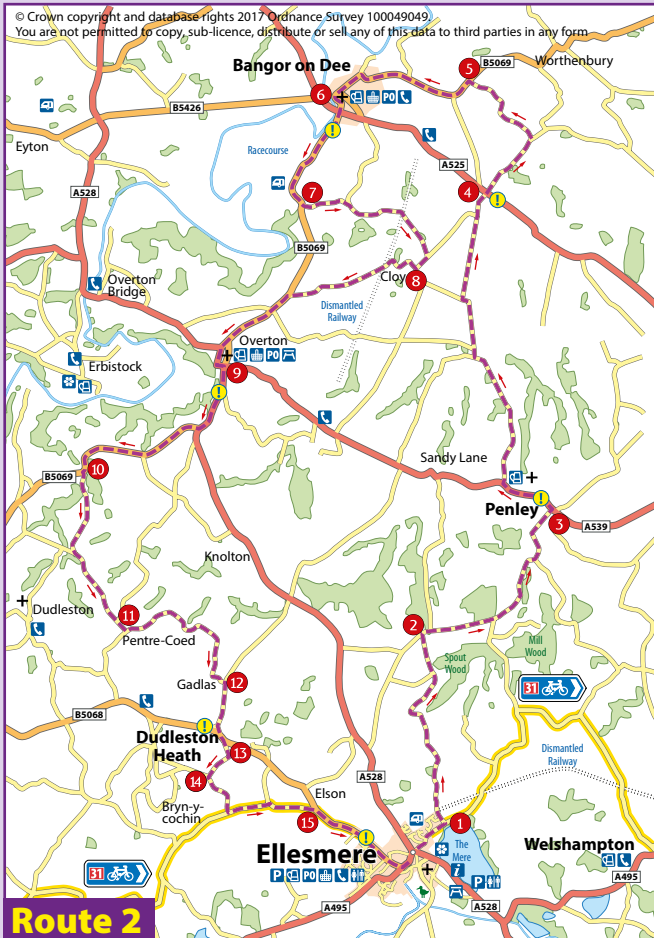 © Crown copyright and database rights 2017 Ordnance Survey 100049049.
You are not permitted to copy, sub-licence, distribute or sell any of this data to third parties in any form
Bangor on Dee
5
B5069
Worthenbury
6
PO
B5426
!
Eyton
Racecourse
A525
A528
7
4
!
B5069
Cloy
8
Overton
Bridge
Dismantled
Railway
Overton
PO
9
Erbistock
!
Sandy Lane
10
B5069
Penley
!
3
A539
Knolton
Dudleston
11
2
Pentre-Coed
Spout
Wood
Mill
Wood
Gadlas
12
31
B5068
!
Dudleston
Heath
13
Dismantled
Railway
14
A528
Elson
Bryn-y-
cochin
15
!
1
Ellesmere
The
Mere
Welshampton
31
P
PO
i
P
A495
A495
A528
Route 2